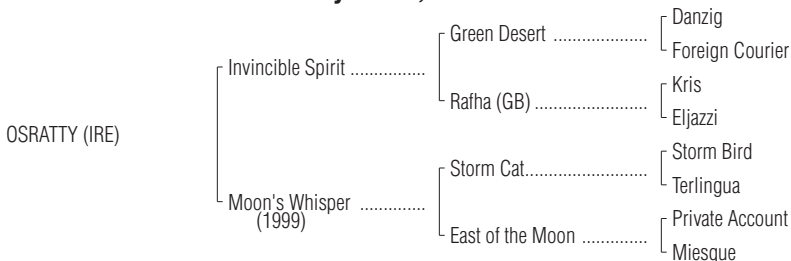 Danzig
Green Desert ...................
Foreign Courier
Invincible Spirit ................
Kris
Rafha (GB) .......................
Eljazzi
OSRATTY (IRE)
Storm Bird
Storm Cat.........................
Terlingua
Moon's Whisper ..............
(1999)
Private Account
East of the Moon .............
Miesque